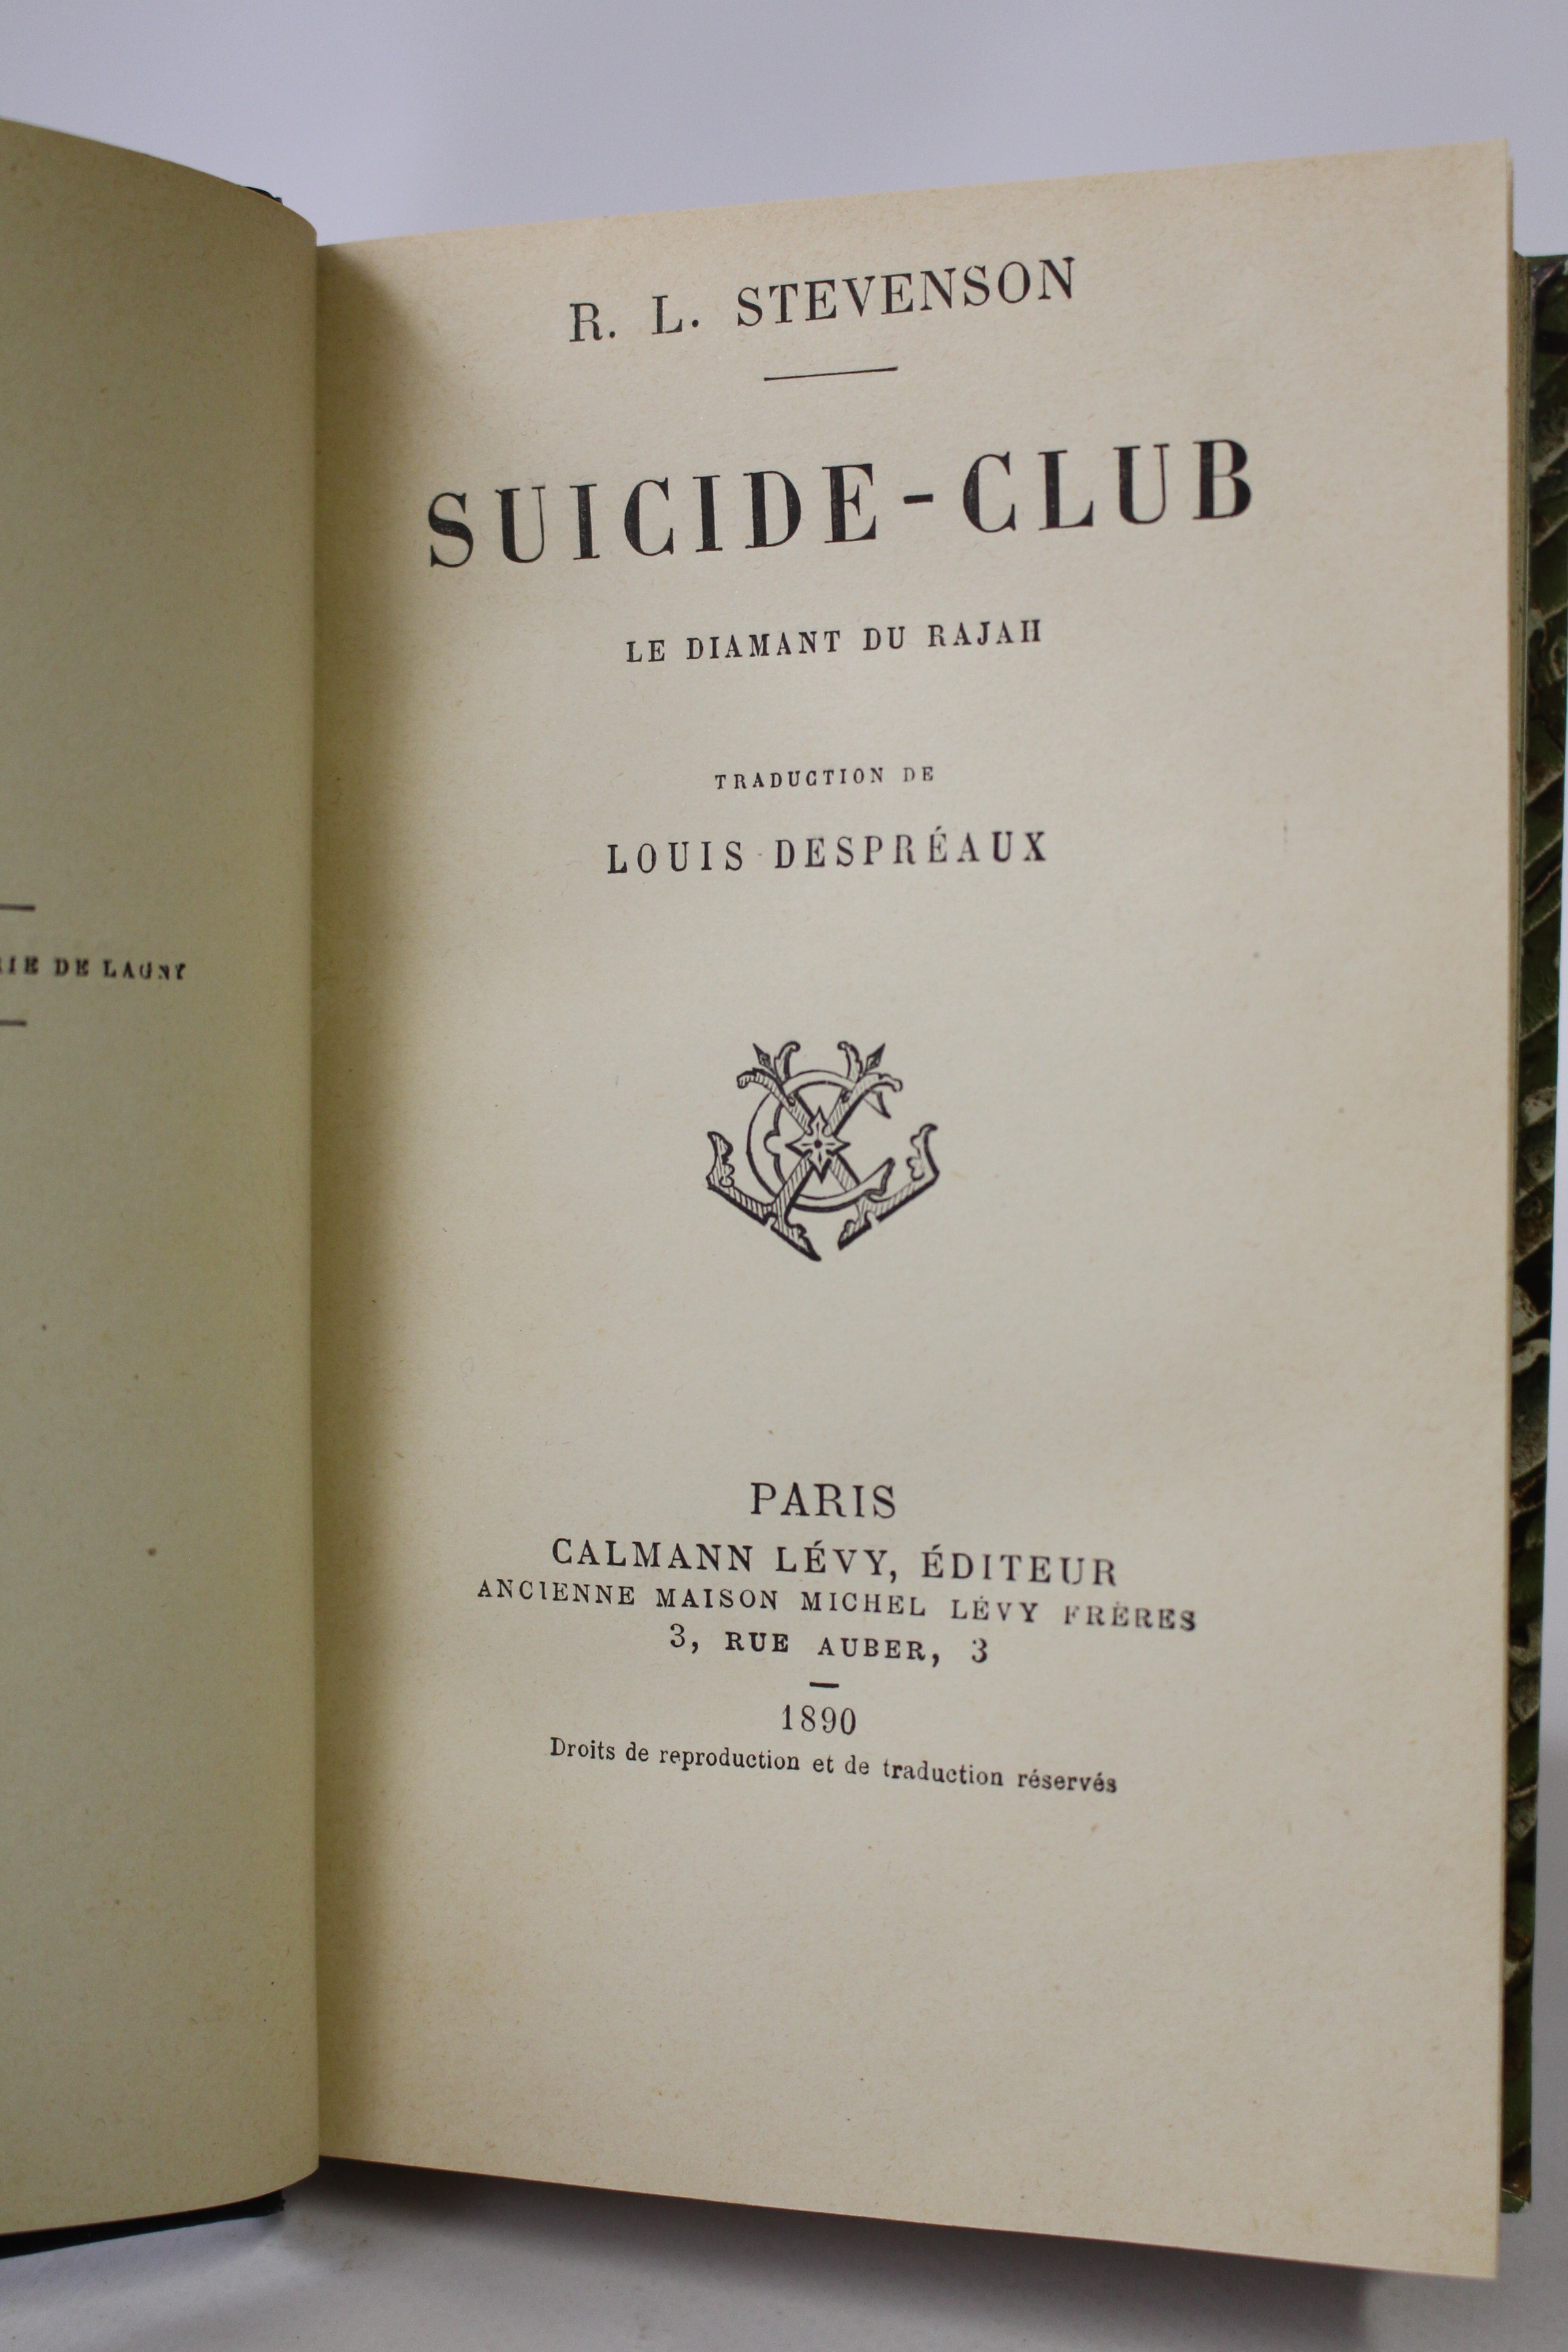 DE LAGNY
R. L. STEVENSON
SUICIDE-CLUB
LE DIAMANT DU RAJAH
TRADUCTION DE
LOUIS DESPRÉAUX
PARIS
CALMANN LÉVY, ÉDITEUR
ANCIENNE MAISON MICHEL LÉVY FRÈRES
3, RUE AUBER, 3
1890
Droits de reproduction et de traduction réservés